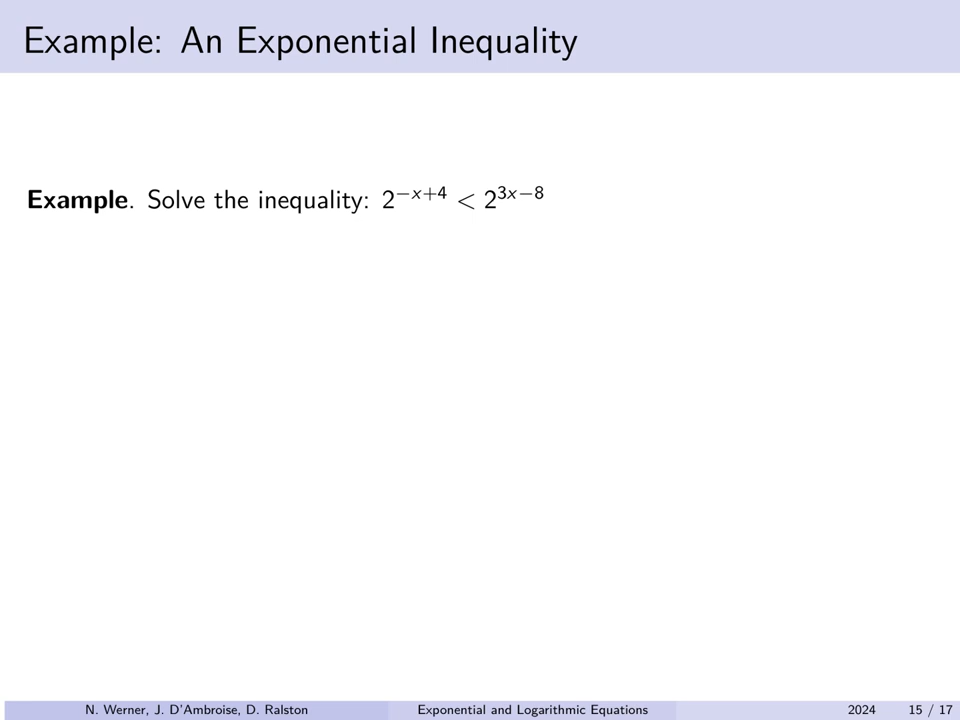 Example: An Exponential Inequality
Example. Solve the inequality: 2^{−x+4} < 2^{3x−8}
N. Werner, J. D'Ambroise, D. Ralston Exponential and Logarithmic Equations 2024 15 / 17